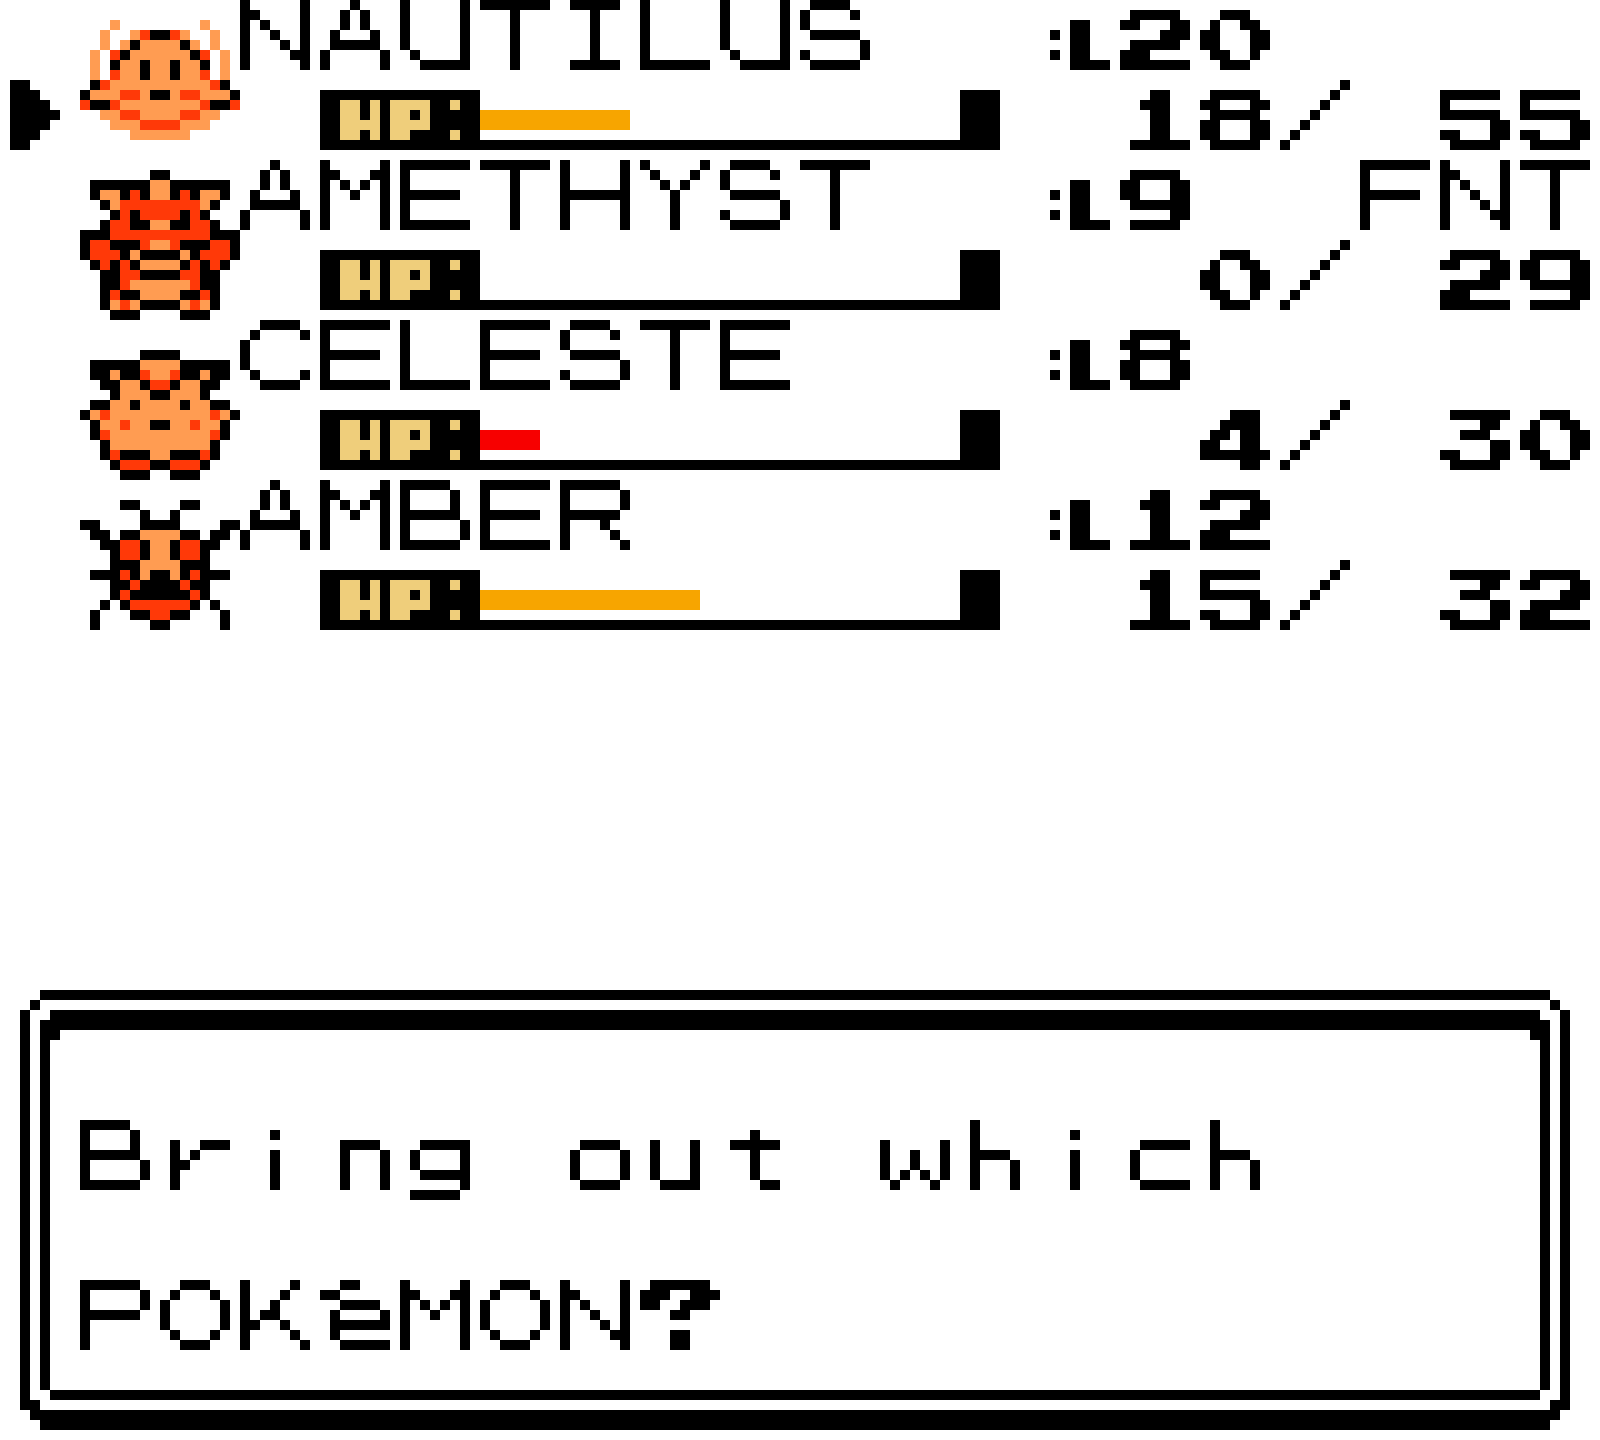 NAUTILUS :L20
HP: 18/ 55
AMETHYST :L9 FNT
HP: 0/ 29
CELESTE :L8
HP: 4/ 30
AMBER :L12
HP: 15/ 32
Bring out which
POKéMON?